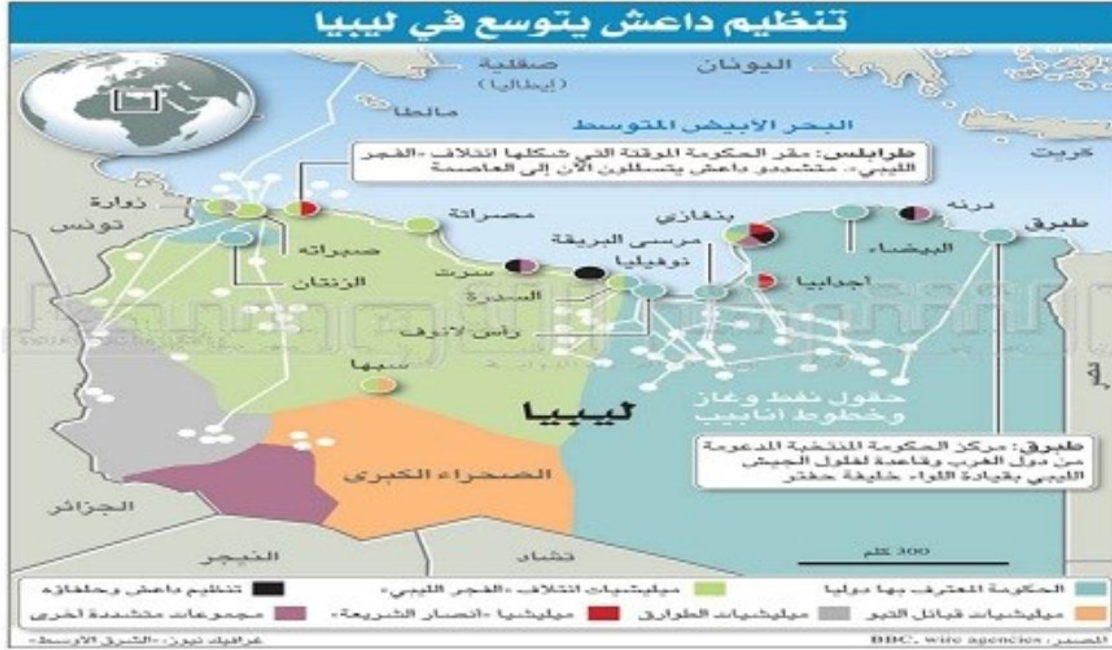 تنظيم داعش يتوسع في ليبيا
صقلية
(إيطاليا)
اليونان
مالطا
البحر الأبيض المتوسط
كريت
طرابلس: مقر الحكومة المؤقتة التي شكلها ائتلاف «الفجر
الليبي». متشددو داعش يتسللون الآن إلى العاصمة
زوارة
تونس
صبراته
الزنتان
مصراتة
سرت
بنغازي
مرسى البريقة
نوفيليا
السدرة
رأس لانوف
درنه
طبرق
البيضاء
أجدابيا
سبها
ليبيا
حقول نفط وغاز
وخطوط أنابيب
مصر
طبرق: مركز الحكومة المنتخبة المدعومة
من دول الغرب وقاعدة لفلول الجيش
الليبي بقيادة اللواء خليفة حفتر
الصحراء الكبرى
الجزائر
النيجر
تشاد
300 كلم
الحكومة المعترف بها دوليا
ميليشيات ائتلاف «الفجر الليبي»
تنظيم داعش وحلفاؤه
ميليشيات قبائل التبو
ميليشيات الطوارق
ميليشيا «أنصار الشريعة»
مجموعات متشددة أخرى
المصدر: BBC, wire agencies
غرافيك نيوز، «الشرق الأوسط»